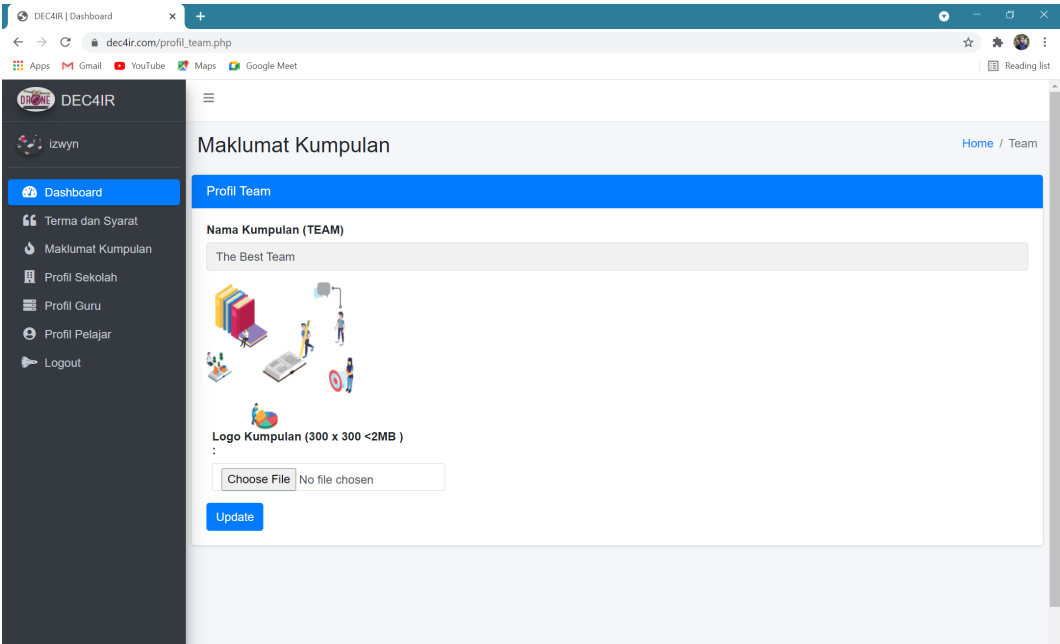 DEC4IR | Dashboard
dec4ir.com/profil_team.php
Apps Gmail YouTube Maps Google Meet Reading list
DRONE DEC4IR
izwyn
Maklumat Kumpulan
Home / Team
Dashboard
Terma dan Syarat
Maklumat Kumpulan
Profil Sekolah
Profil Guru
Profil Pelajar
Logout
Profil Team
Nama Kumpulan (TEAM)
The Best Team
Logo Kumpulan (300 x 300 <2MB )
:
Choose File No file chosen
Update